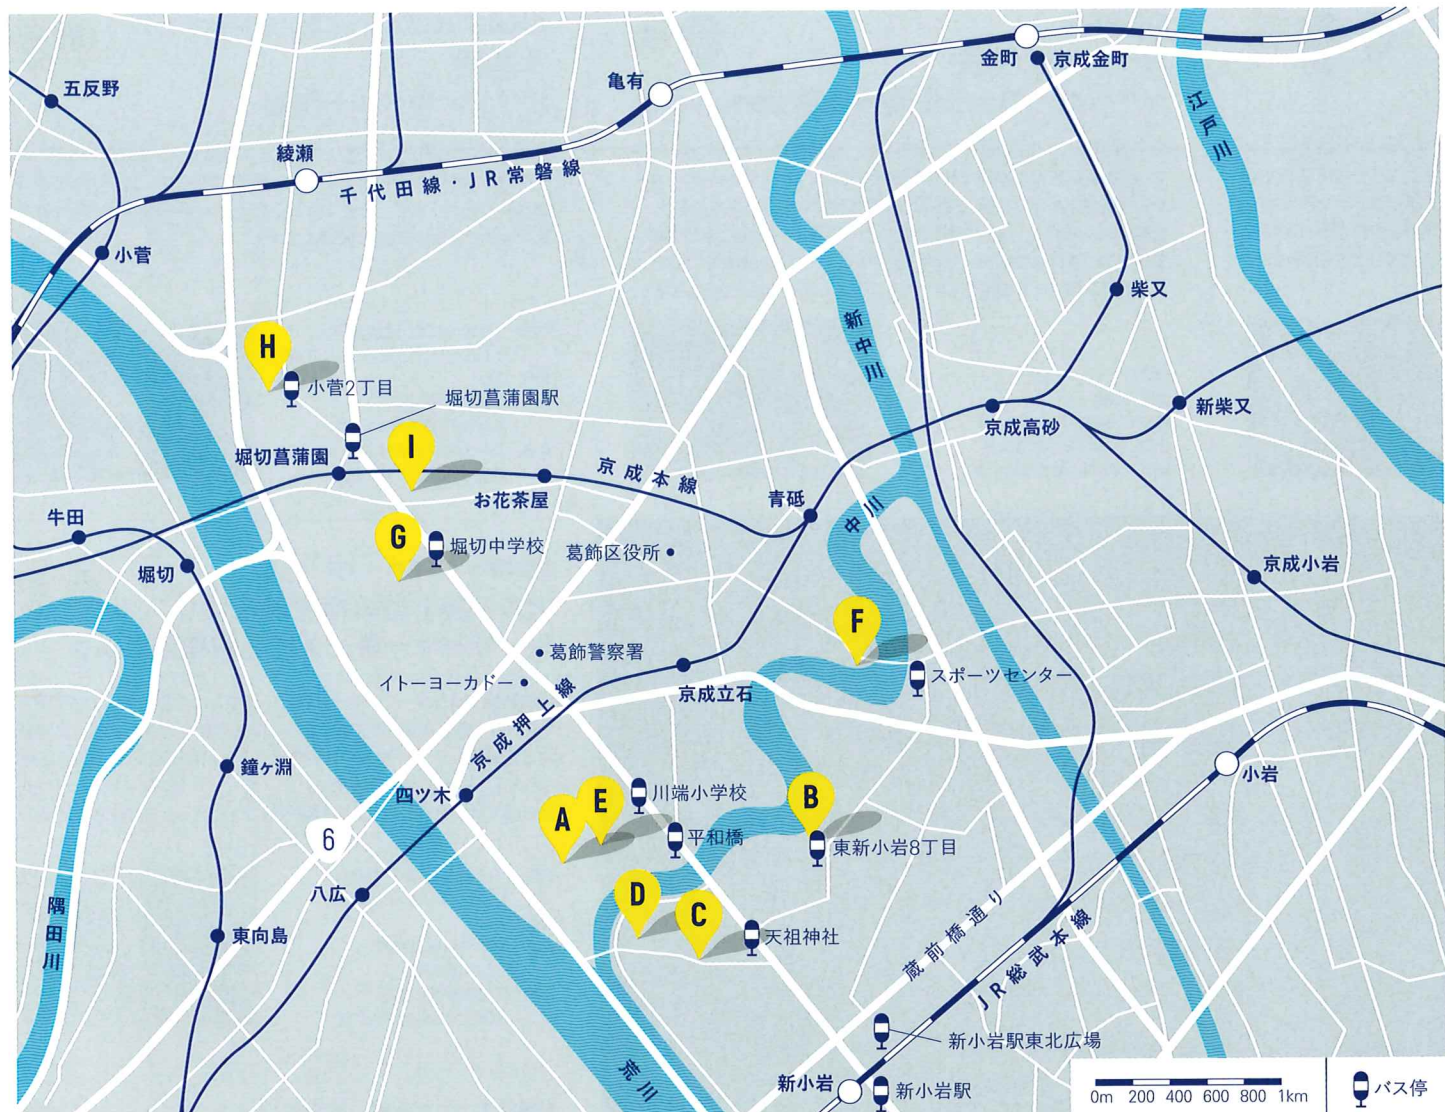 金町
京成金町
五反野
亀有
江戸川
綾瀬
千代田線・JR常磐線
小菅
柴又
新中川
H
小菅2丁目
堀切菖蒲園駅
新柴又
京成高砂
堀切菖蒲園
I
お花茶屋
京成本線
青砥
中川
牛田
G
堀切中学校
葛飾区役所
堀切
京成小岩
F
葛飾警察署
イトーヨーカドー
京成押上線
京成立石
スポーツセンター
鐘ヶ淵
四ツ木
川端小学校
小岩
B
A
E
平和橋
東新小岩8丁目
6
八広
D
C
隅田川
東向島
天祖神社
蔵前橋通り
JR総武本線
新小岩駅東北広場
荒川
新小岩
新小岩駅
0m 200 400 600 800 1km
バス停